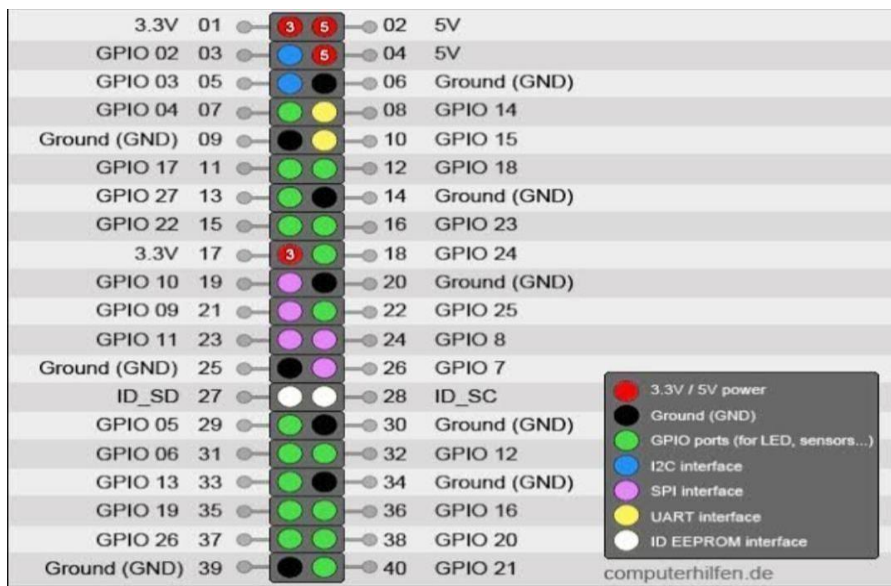 3.3V 01 3 5 02 5V
GPIO 02 03 5 04 5V
GPIO 03 05 06 Ground (GND)
GPIO 04 07 08 GPIO 14
Ground (GND) 09 10 GPIO 15
GPIO 17 11 12 GPIO 18
GPIO 27 13 14 Ground (GND)
GPIO 22 15 16 GPIO 23
3.3V 17 3 18 GPIO 24
GPIO 10 19 20 Ground (GND)
GPIO 09 21 22 GPIO 25
GPIO 11 23 24 GPIO 8
Ground (GND) 25 26 GPIO 7
ID_SD 27 28 ID_SC
GPIO 05 29 30 Ground (GND)
GPIO 06 31 32 GPIO 12
GPIO 13 33 34 Ground (GND)
GPIO 19 35 36 GPIO 16
GPIO 26 37 38 GPIO 20
Ground (GND) 39 40 GPIO 21
3.3V / 5V power
Ground (GND)
GPIO ports (for LED, sensors...)
I2C interface
SPI interface
UART interface
ID EEPROM interface
computerhilfen.de